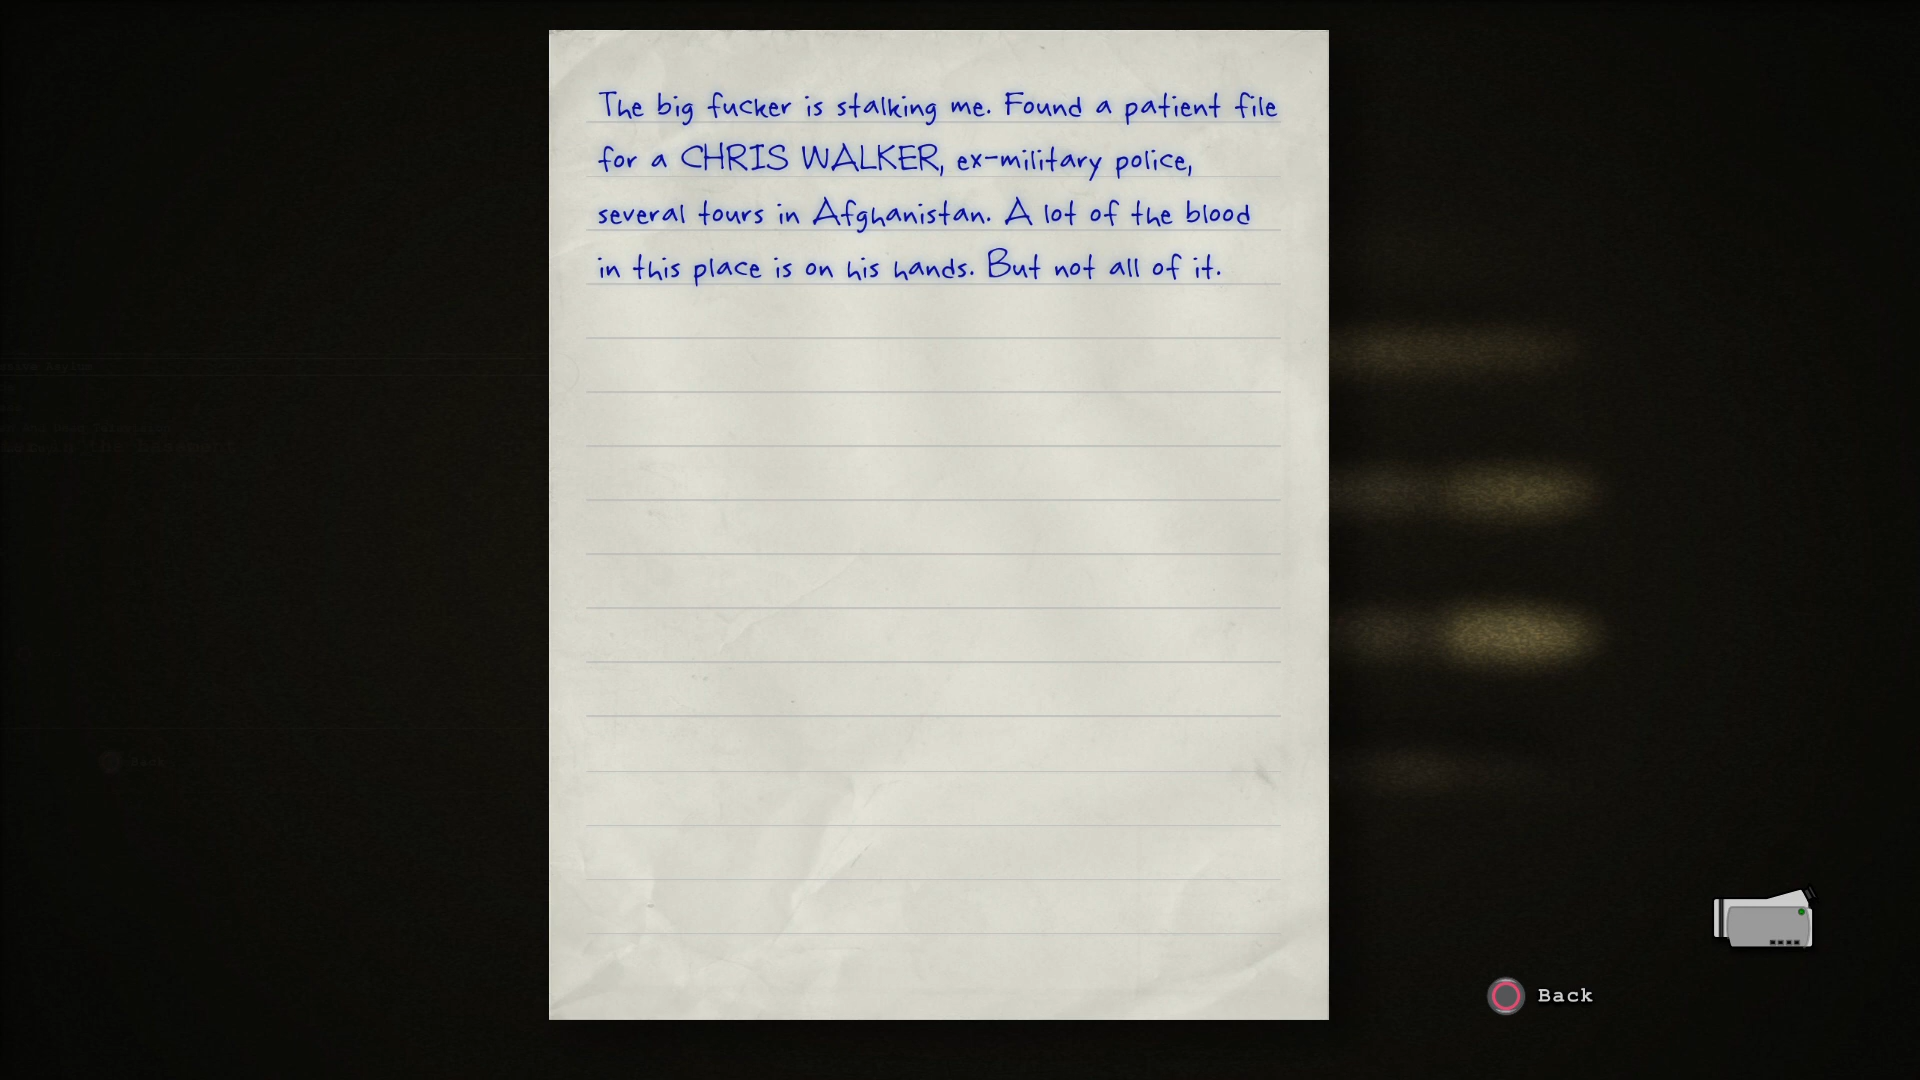 The big fucker is stalking me. Found a patient file
for a CHRIS WALKER, ex-military police,
several tours in Afghanistan. A lot of the blood
in this place is on his hands. But not all of it.
Back
Back